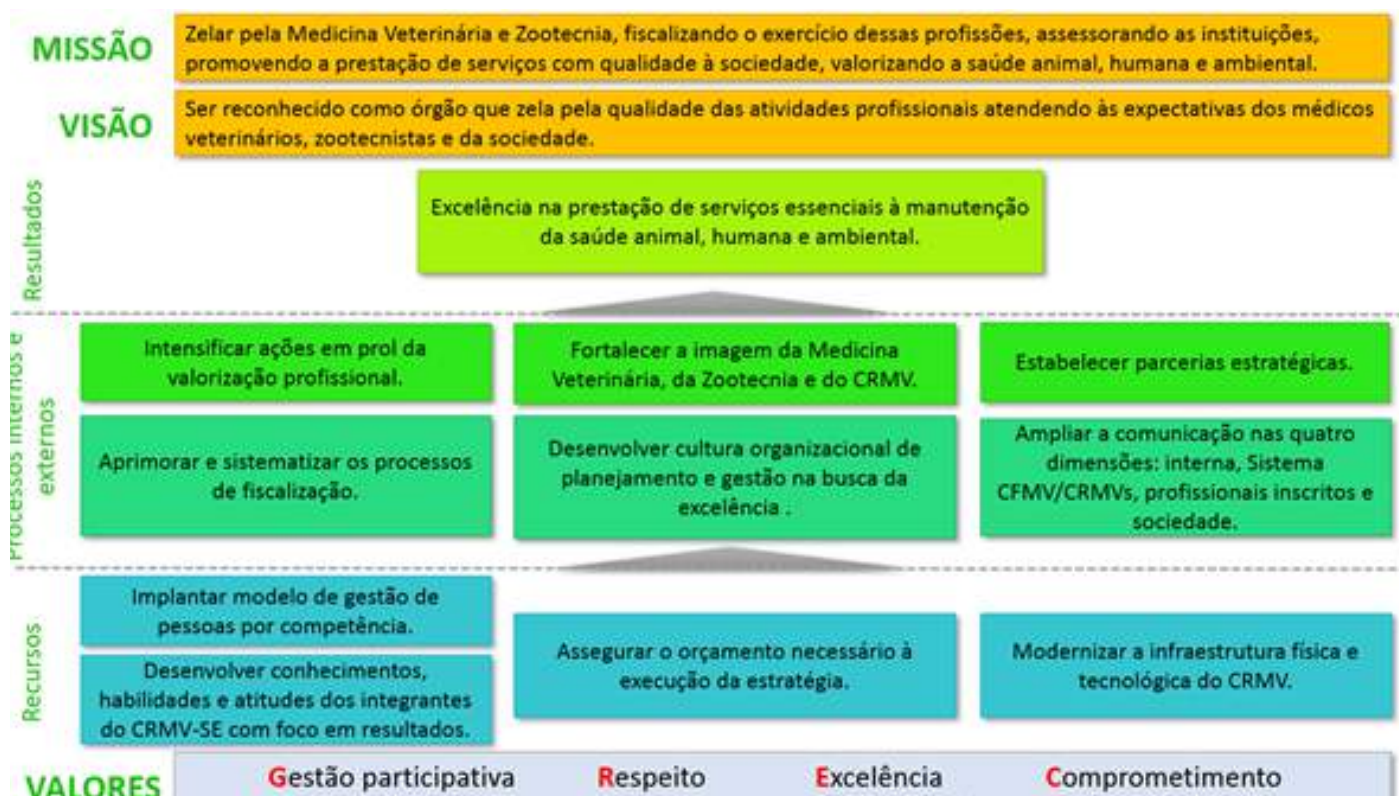 MISSÃO
Zelar pela Medicina Veterinária e Zootecnia, fiscalizando o exercício dessas profissões, assessorando as instituições,
promovendo a prestação de serviços com qualidade à sociedade, valorizando a saúde animal, humana e ambiental.
VISÃO
Ser reconhecido como órgão que zela pela qualidade das atividades profissionais atendendo às expectativas dos médicos
veterinários, zootecnistas e da sociedade.
Resultados
Excelência na prestação de serviços essenciais à manutenção
da saúde animal, humana e ambiental.
Processos internos e
externos
Intensificar ações em prol da
valorização profissional.
Fortalecer a imagem da Medicina
Veterinária, da Zootecnia e do CRMV.
Estabelecer parcerias estratégicas.
Aprimorar e sistematizar os processos
de fiscalização.
Desenvolver cultura organizacional de
planejamento e gestão na busca da
excelência .
Ampliar a comunicação nas quatro
dimensões: interna, Sistema
CFMV/CRMVs, profissionais inscritos e
sociedade.
Recursos
Implantar modelo de gestão de
pessoas por competência.
Desenvolver conhecimentos,
habilidades e atitudes dos integrantes
do CRMV-SE com foco em resultados.
Assegurar o orçamento necessário à
execução da estratégia.
Modernizar a infraestrutura física e
tecnológica do CRMV.
VALORES
Gestão participativa Respeito Excelência Comprometimento